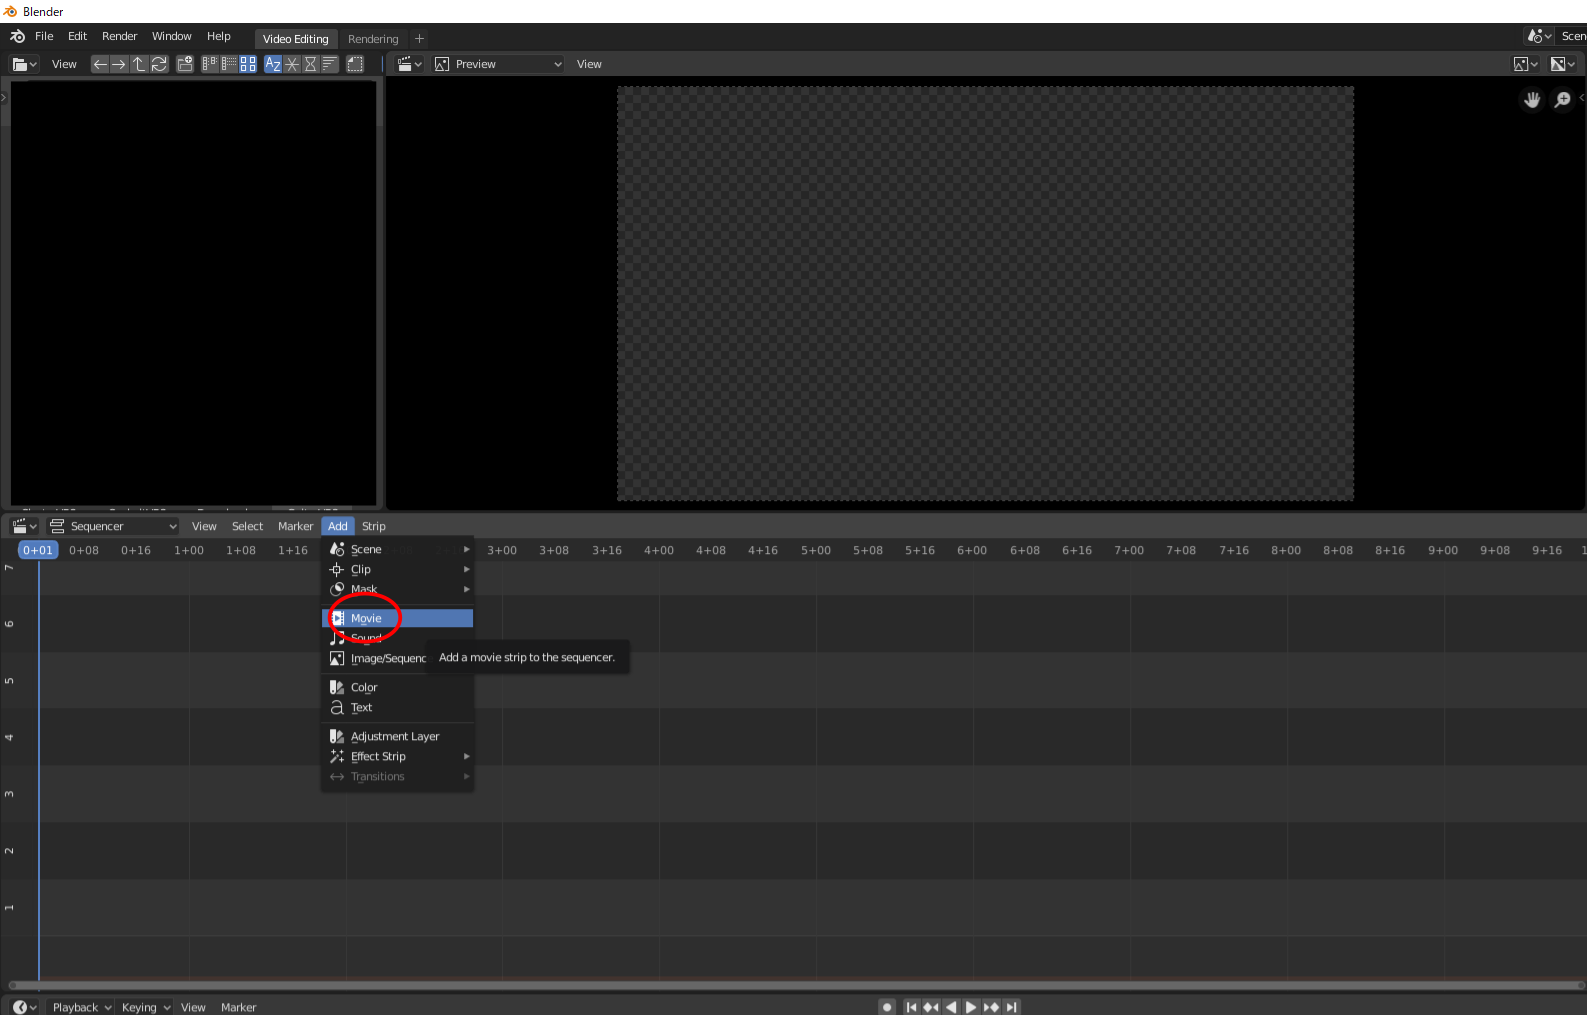 Blender
File Edit Render Window Help Video Editing Rendering + Scen
View AZ Preview View
Sequencer View Select Marker Add Strip
0+01 0+08 0+16 1+00 1+08 1+16 3+00 3+08 3+16 4+00 4+08 4+16 5+00 5+08 5+16 6+00 6+08 6+16 7+00 7+08 7+16 8+00 8+08 8+16 9+00 9+08 9+16 1
Scene
Clip
Mask
Movie
Sound
Image/Sequenc
Add a movie strip to the sequencer.
Color
Text
Adjustment Layer
Effect Strip
Transitions
7
6
5
4
3
2
1
Playback Keying View Marker